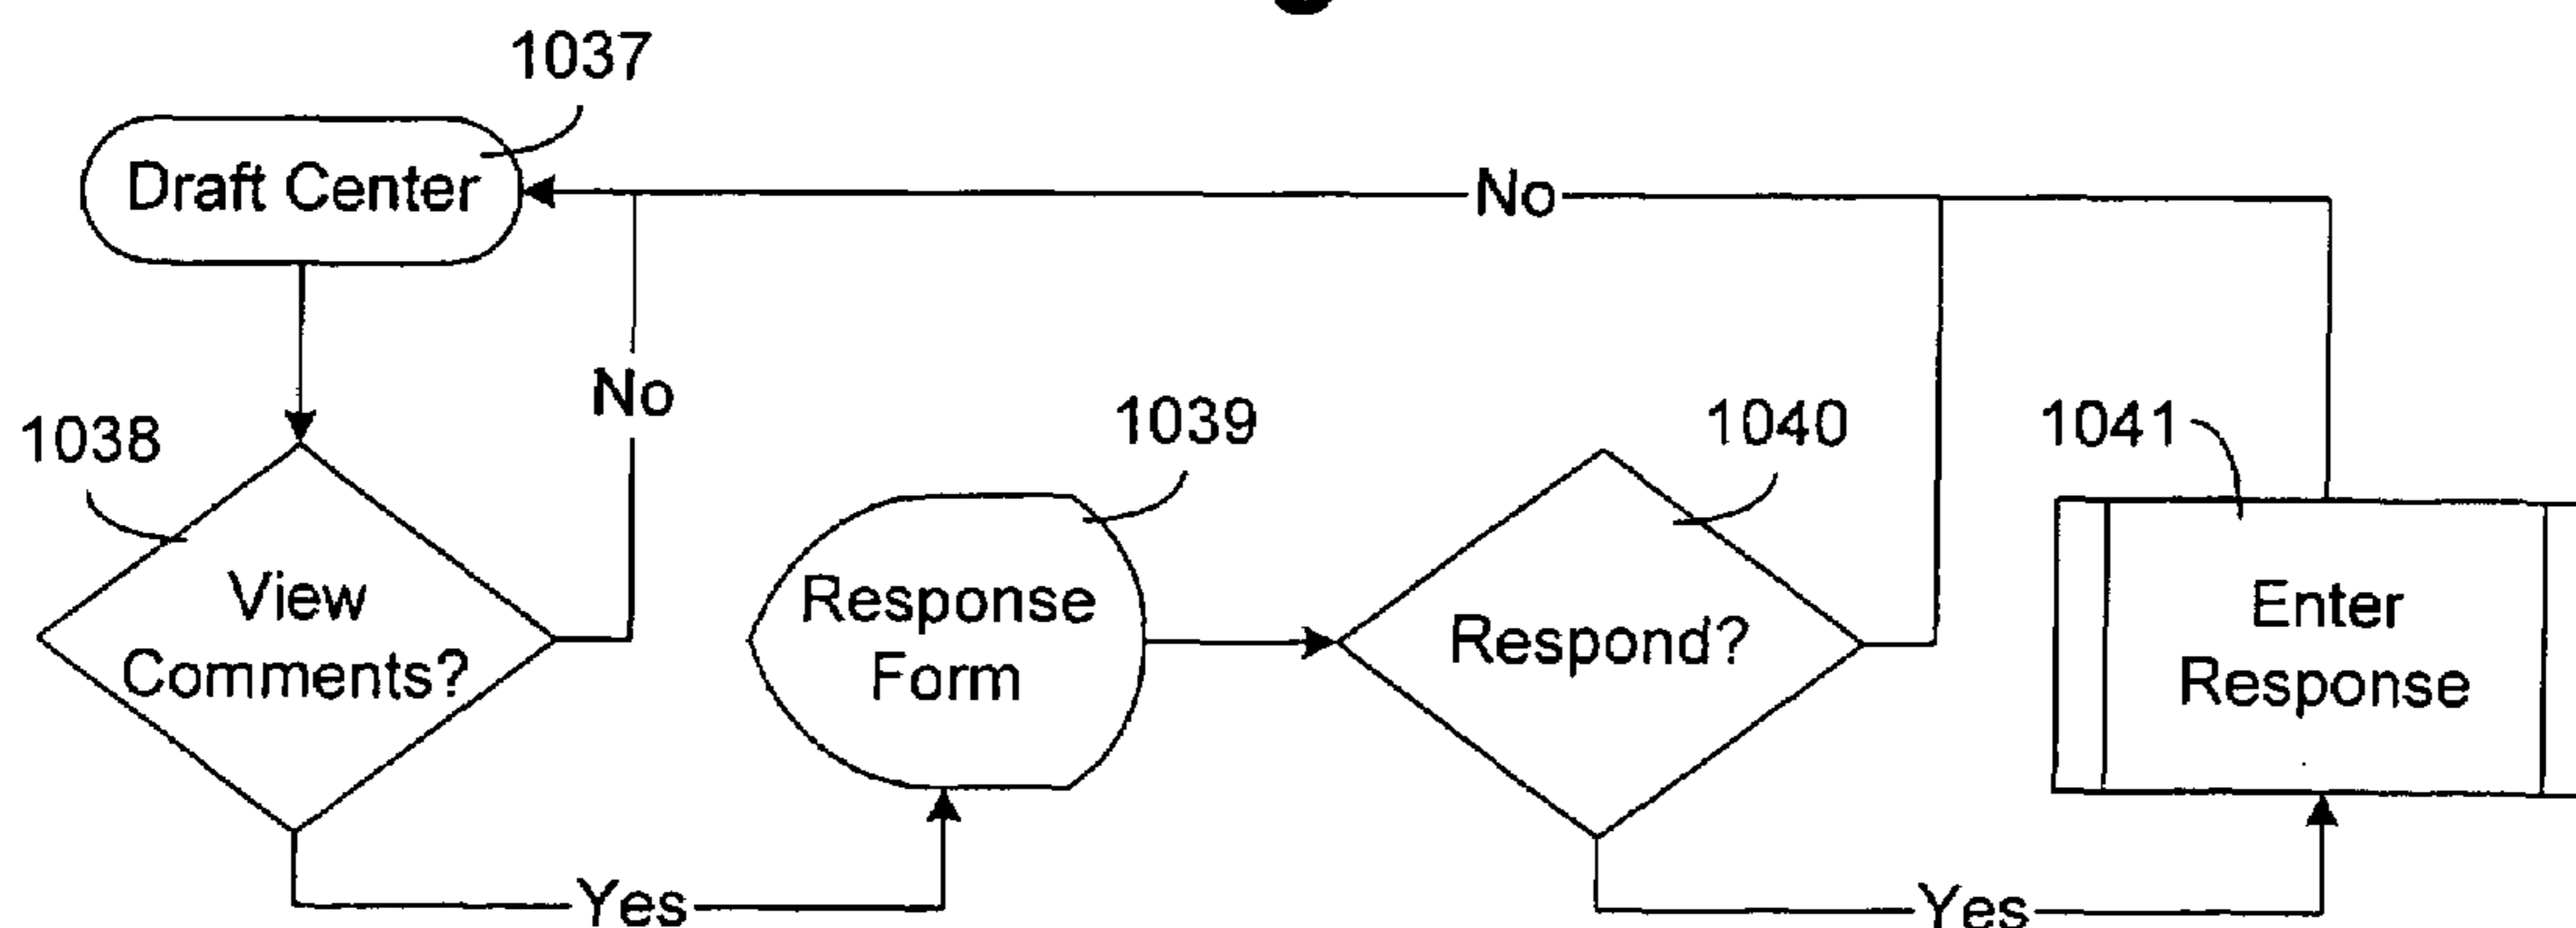 1037
Draft Center
No
No
1038
1039
1040
1041
View
Comments?
Response
Form
Respond?
Enter
Response
Yes
Yes